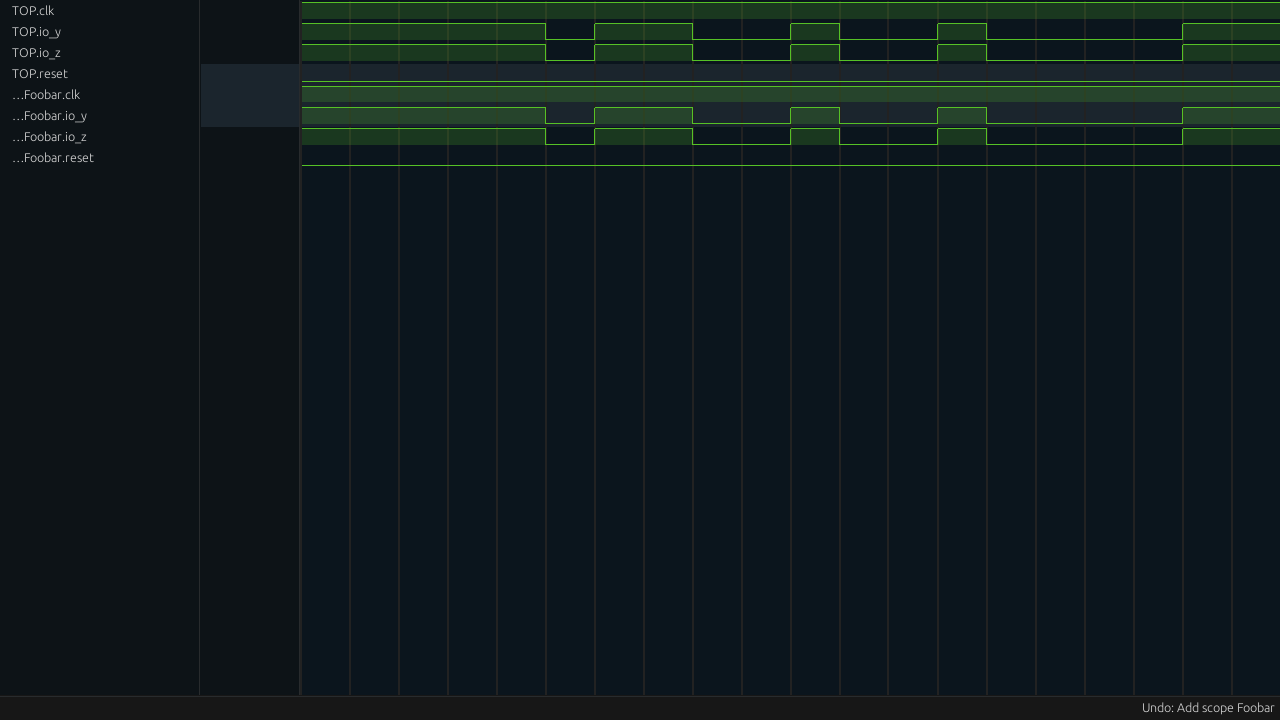 TOP.clk
TOP.io_y
TOP.io_z
TOP.reset
…Foobar.clk
…Foobar.io_y
…Foobar.io_z
…Foobar.reset
Undo: Add scope Foobar